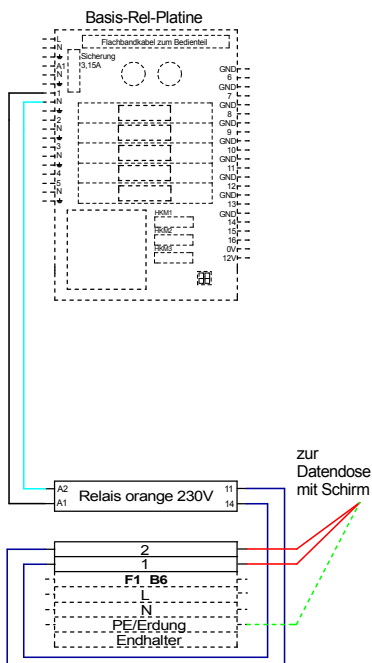 Basis-Rel-Platine
Flachbandkabel zum Bedienteil
L
N
A1
N
1
N
2
N
3
N
4
5
N
Sicherung
3,15A
GND
6
GND
7
GND
8
GND
9
GND
10
GND
11
GND
12
GND
13
GND
14
15
16
0V
12V
HKM1
HKM2
HKM3
zur
Datendose
mit Schirm
A2
A1
Relais orange 230V
11
14
2
1
F1 B6
L
N
PE/Erdung
Endhalter